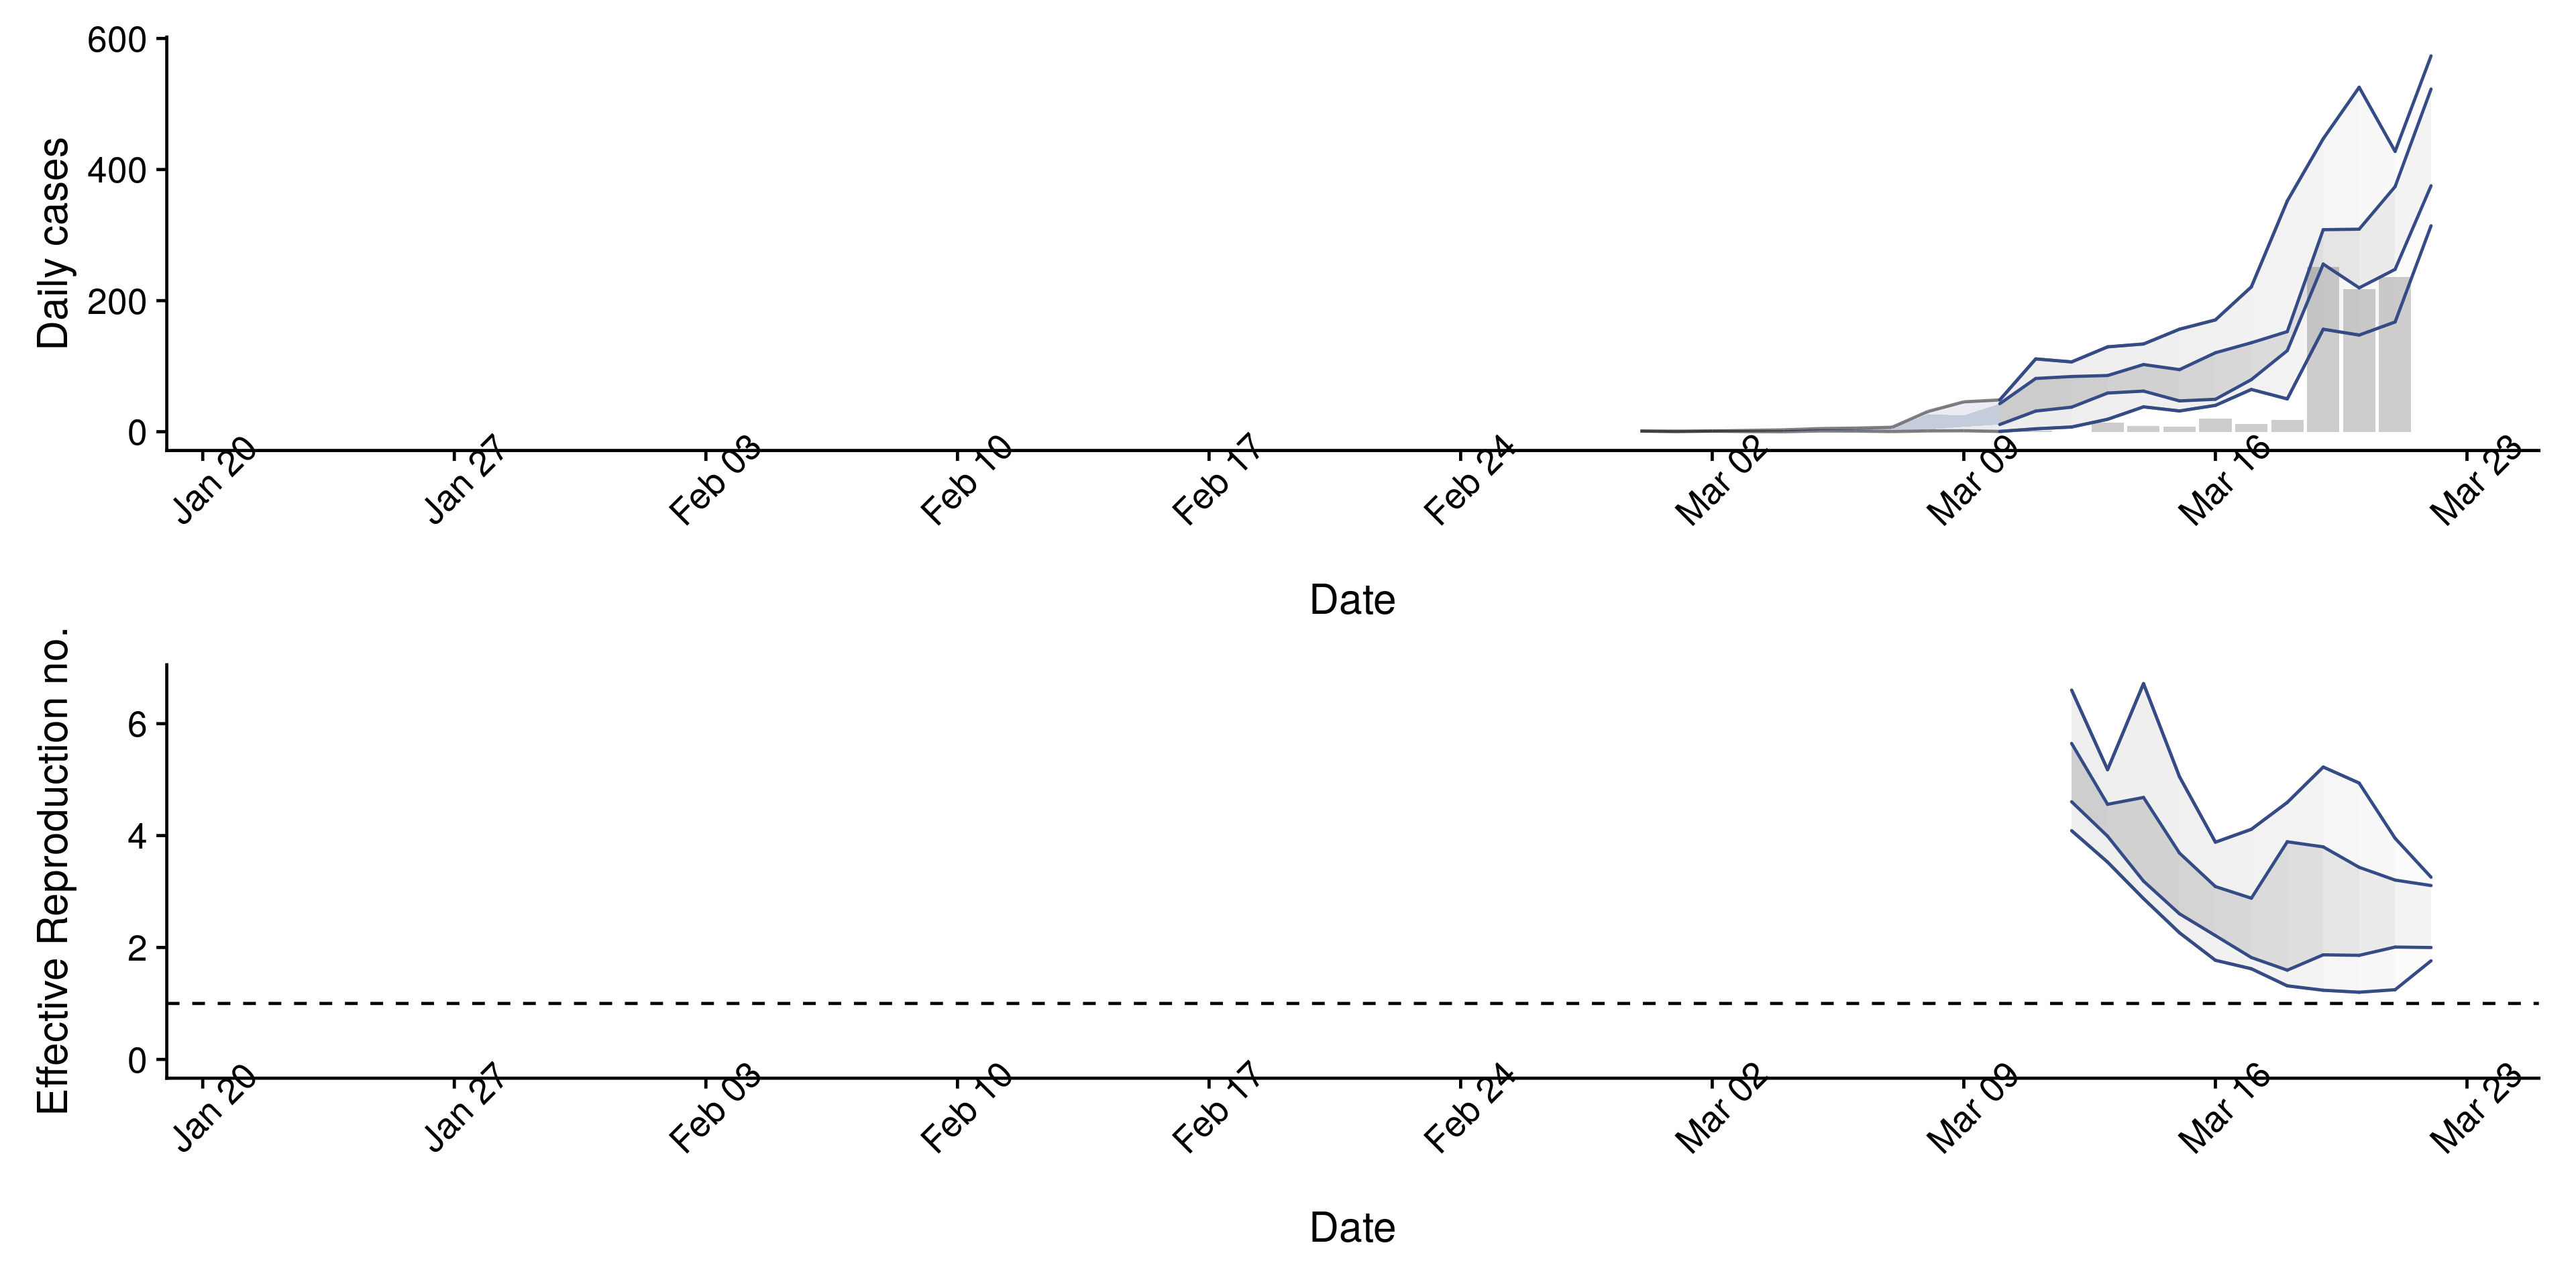 Daily cases
600
400
200
0
Jan 20
Jan 27
Feb 03
Feb 10
Feb 17
Feb 24
Mar 02
Mar 09
Mar 16
Mar 23
Date
Effective Reproduction no.
6
4
2
0
Jan 20
Jan 27
Feb 03
Feb 10
Feb 17
Feb 24
Mar 02
Mar 09
Mar 16
Mar 23
Date